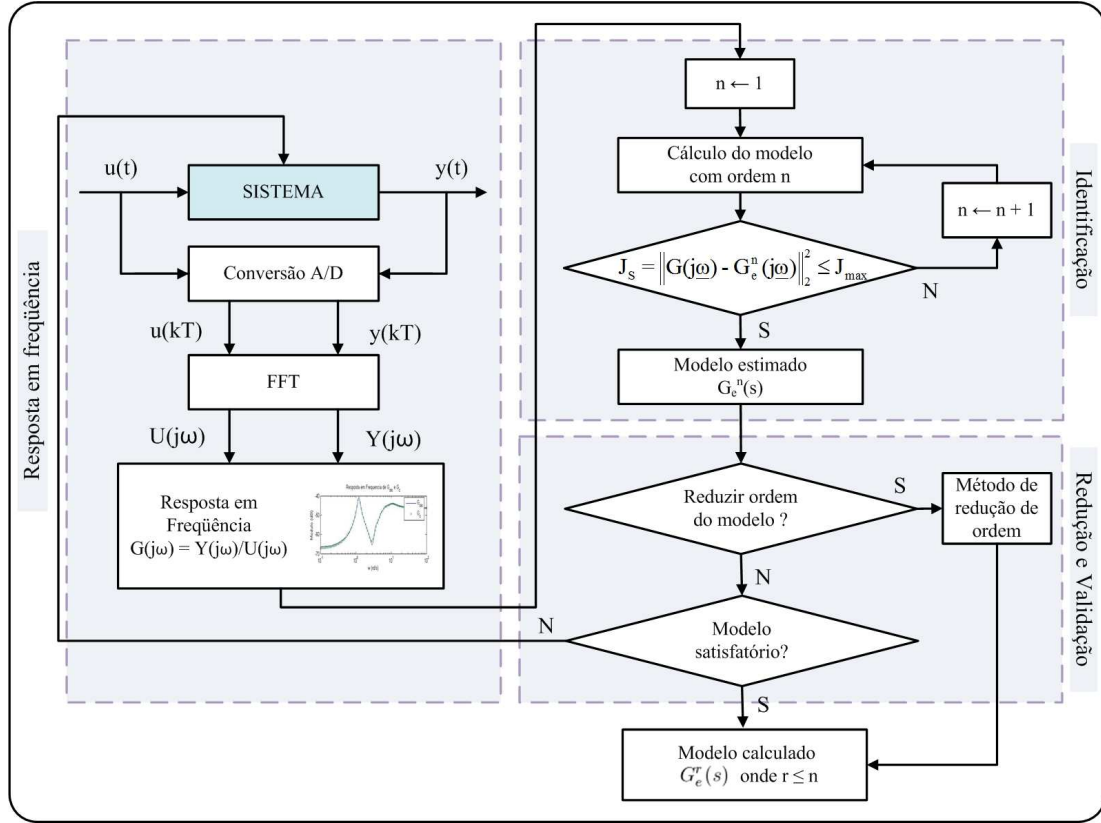 Resposta em freqüência
u(t)
y(t)
SISTEMA
Conversão A/D
u(kT)
y(kT)
FFT
U(jω)
Y(jω)
Resposta em
Freqüência
G(jω) = Y(jω)/U(jω)
Identificação
n ← 1
Cálculo do modelo
com ordem n
n ← n + 1
J_S = ‖G(jω) - G_e^n(jω)‖_2^2 ≤ J_max
N
S
Modelo estimado
G_e^n(s)
Redução e Validação
Reduzir ordem
do modelo ?
S
Método de
redução de
ordem
N
Modelo
satisfatório?
N
S
Modelo calculado
G_e^r(s) onde r ≤ n